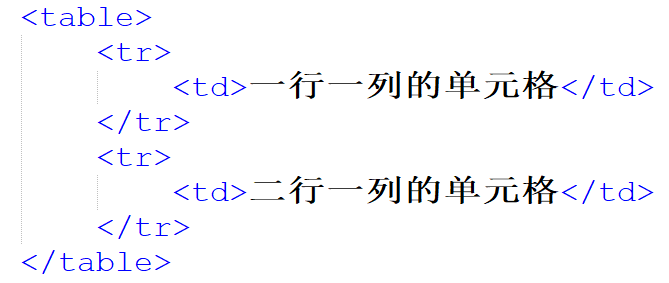 <table>
<tr>
<td>一行一列的单元格</td>
</tr>
<tr>
<td>二行一列的单元格</td>
</tr>
</table>